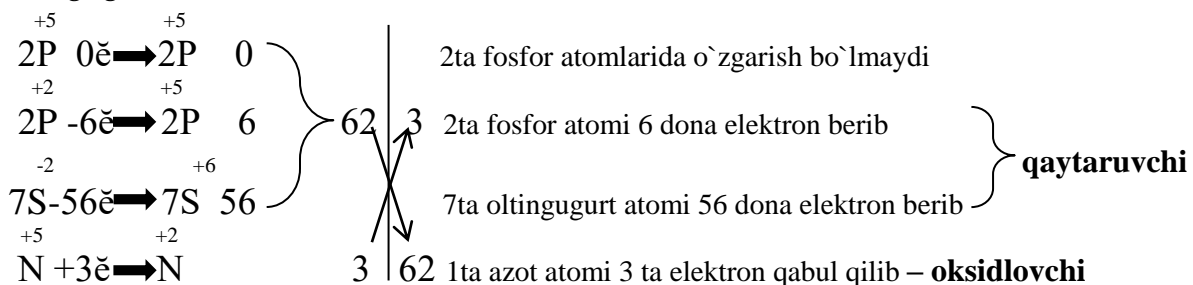 +5 +5
2P 0ĕ➡2P 0 2ta fosfor atomlarida o`zgarish bo`lmaydi
+2 +5
2P -6ĕ➡2P 6 62 3 2ta fosfor atomi 6 dona elektron berib
qaytaruvchi
-2 +6
7S-56ĕ➡7S 56 7ta oltingugurt atomi 56 dona elektron berib
+5 +2
N +3ĕ➡N 3 62 1ta azot atomi 3 ta elektron qabul qilib – oksidlovchi